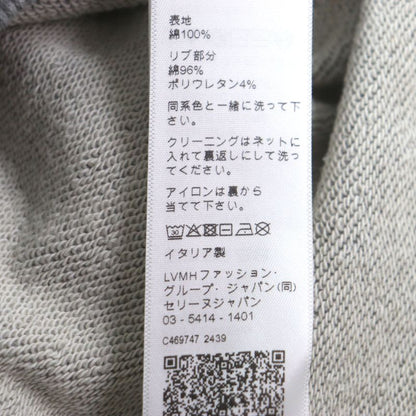 表地
綿100%
リブ部分
綿96%
ポリウレタン4%
同系色と一緒に洗って下
さい。
クリーニングはネットに
入れて裏返しにして洗っ
てください。
アイロンは裏から
当てて下さい。
30
イタリア製
LVMHファッション・
グループ・ジャパン(同)
セリーヌジャパン
03 - 5414 - 1401
C469747 2439